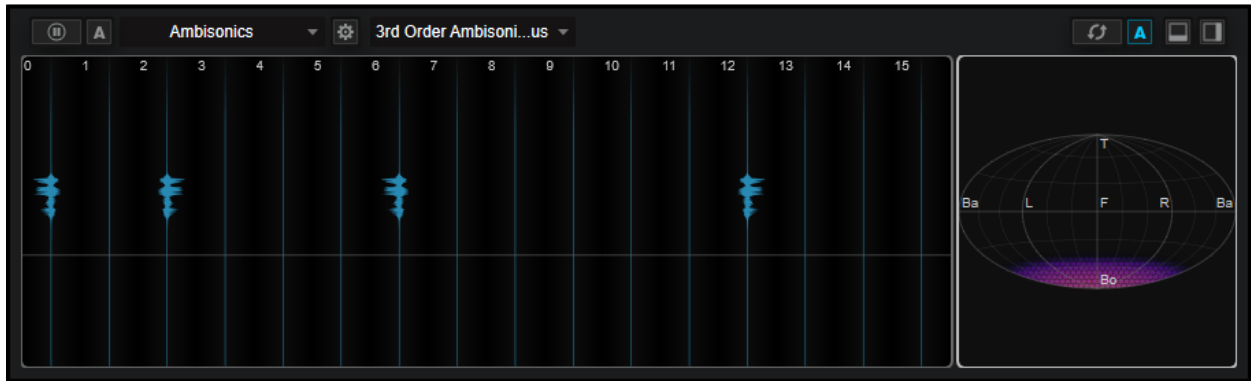 A Ambisonics 3rd Order Ambisoni...us A
0 1 2 3 4 5 6 7 8 9 10 11 12 13 14 15
T
Ba L F R Ba
Bo